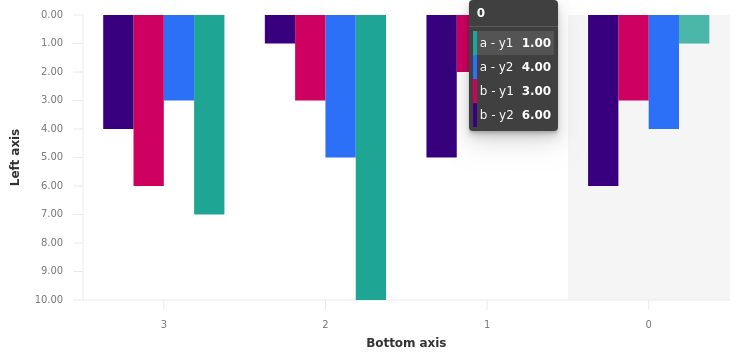 0.00
1.00
2.00
3.00
4.00
5.00
6.00
7.00
8.00
9.00
10.00
Left axis
0
a - y1 1.00
a - y2 4.00
b - y1 3.00
b - y2 6.00
3 2 1 0
Bottom axis